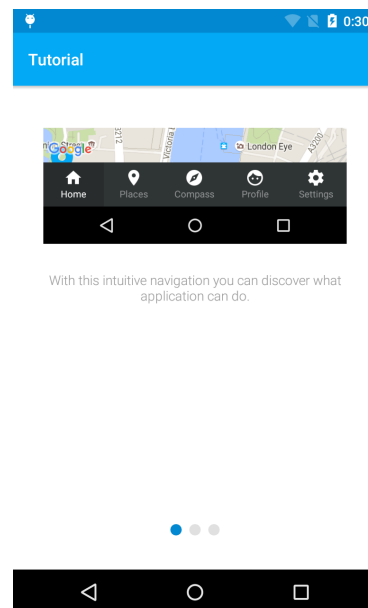 0:30
Tutorial
Victoria
A3212
London Eye
A3200
Google
Home
Places
Compass
Profile
Settings
With this intuitive navigation you can discover what
application can do.